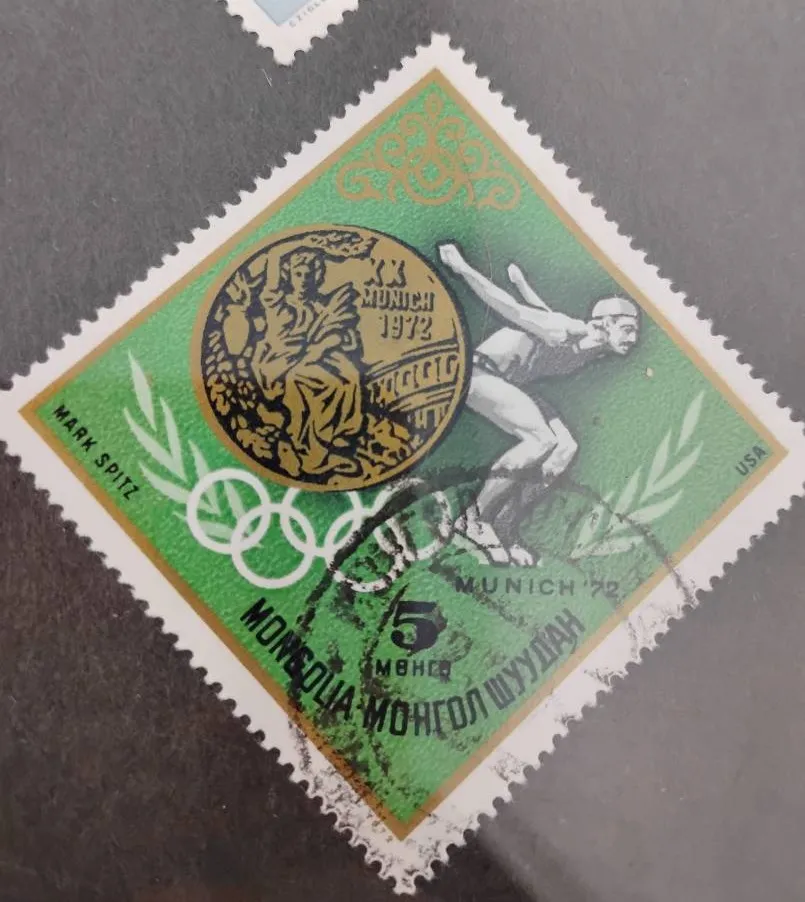 XX
MUNICH
1972
MARK SPITZ
USA
MUNICH '72
5
МӨНГӨ
MONGOLIA·МОНГОЛ ШУУДАН